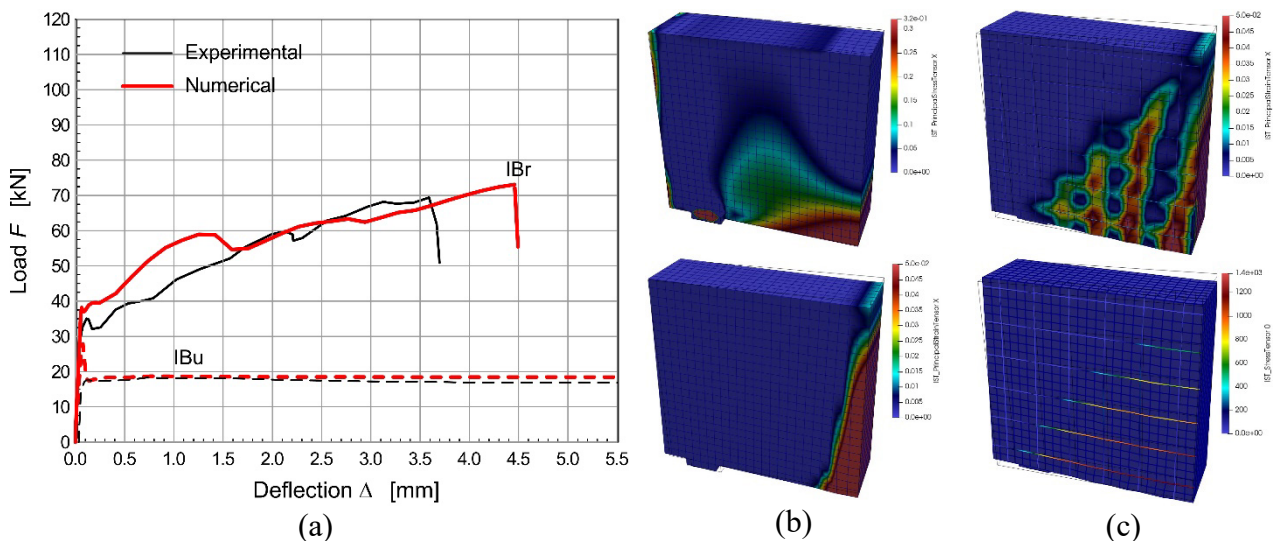 120
110
100
90
80
70
60
50
40
30
20
10
0
Load F [kN]
Experimental
Numerical
IBr
IBu
0.0 0.5 1.0 1.5 2.0 2.5 3.0 3.5 4.0 4.5 5.0 5.5
Deflection Δ [mm]
(a)
3.2e-01
0.3
0.25
0.2
0.15
0.1
0.05
0.0e+00
IST_PrincipalStressTensor X
5.0e-02
0.045
0.04
0.035
0.03
0.025
0.02
0.015
0.01
0.005
0.0e+00
IST_PrincipalStrainTensor X
(b)
5.0e-02
0.045
0.04
0.035
0.03
0.025
0.02
0.015
0.01
0.005
0.0e+00
IST_PrincipalStrainTensor X
1.4e+03
1200
1000
800
600
400
200
0.0e+00
IST_StressTensor 0
(c)